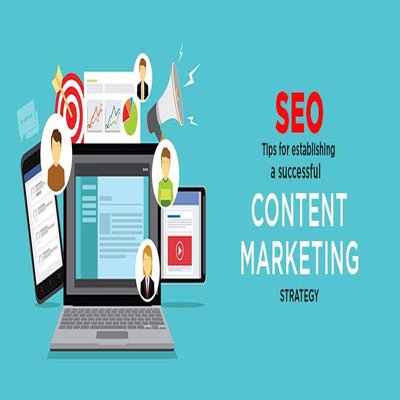 SEO
Tips for establishing
a successful
CONTENT
MARKETING
STRATEGY